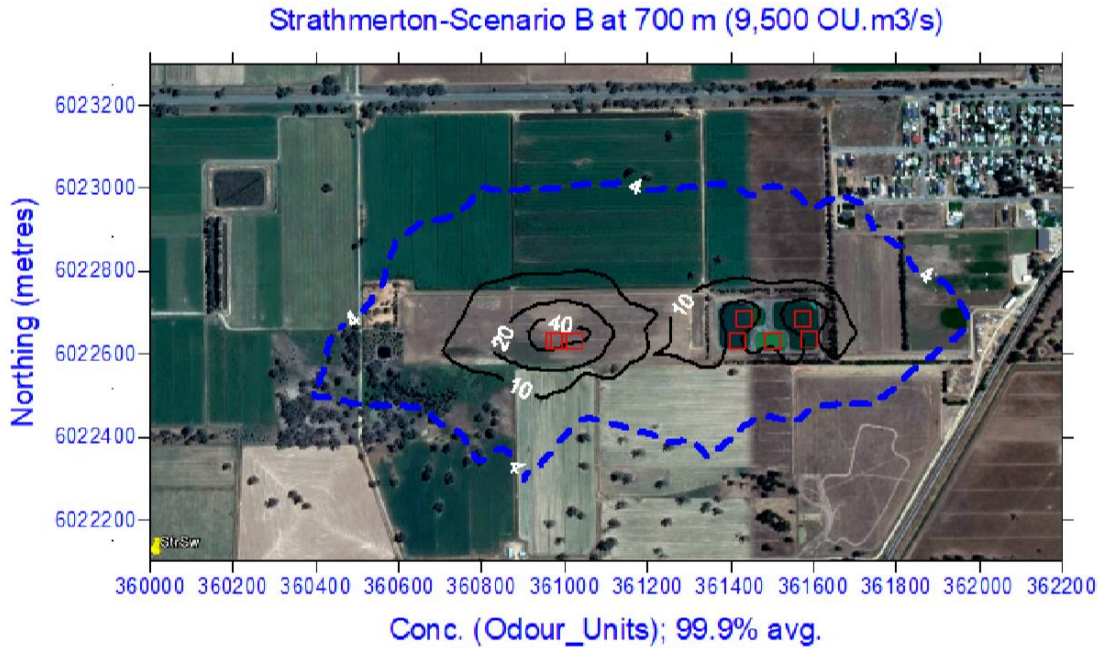 Strathmerton-Scenario B at 700 m (9,500 OU.m3/s)
6023200
6023000
6022800
6022600
6022400
6022200
Northing (metres)
4
4
4
4
10
20
40
10
StrSw
360000 360200 360400 360600 360800 361000 361200 361400 361600 361800 362000 362200
Conc. (Odour_Units); 99.9% avg.